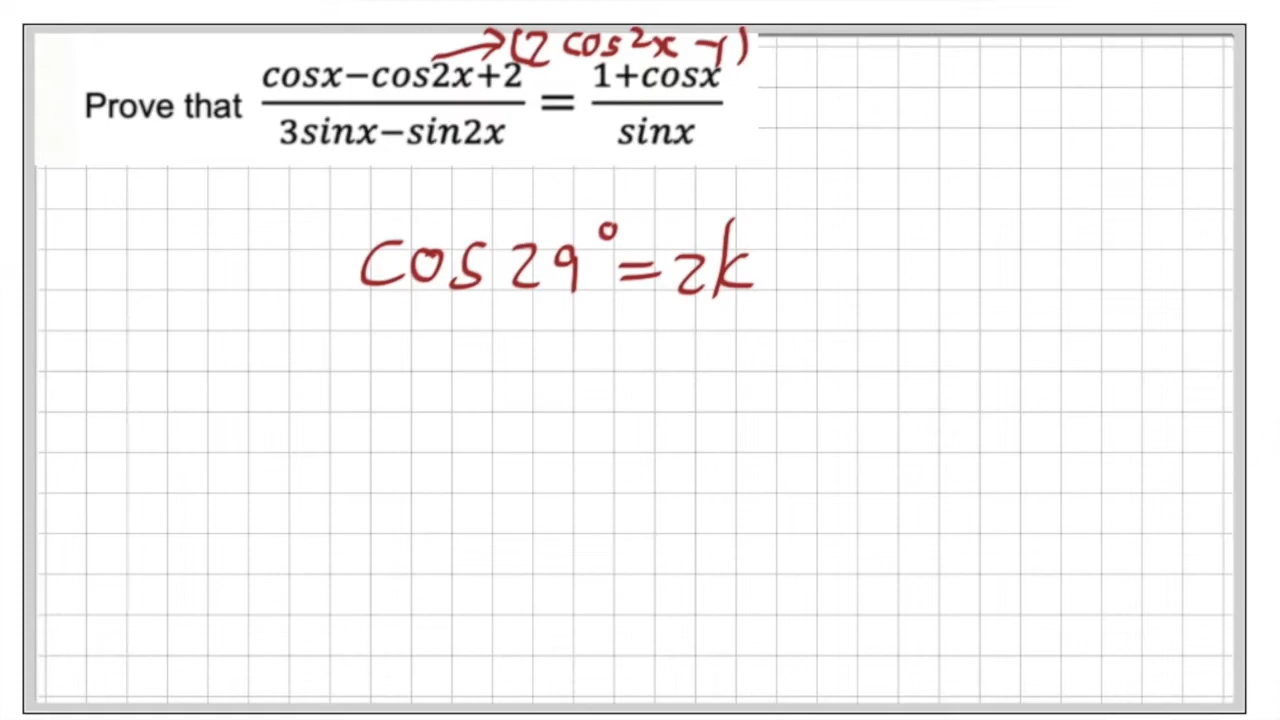 (2 cos²x -1)
Prove that (cosx−cos2x+2)/(3sinx−sin2x) = (1+cosx)/sinx
cos 29° = 2k